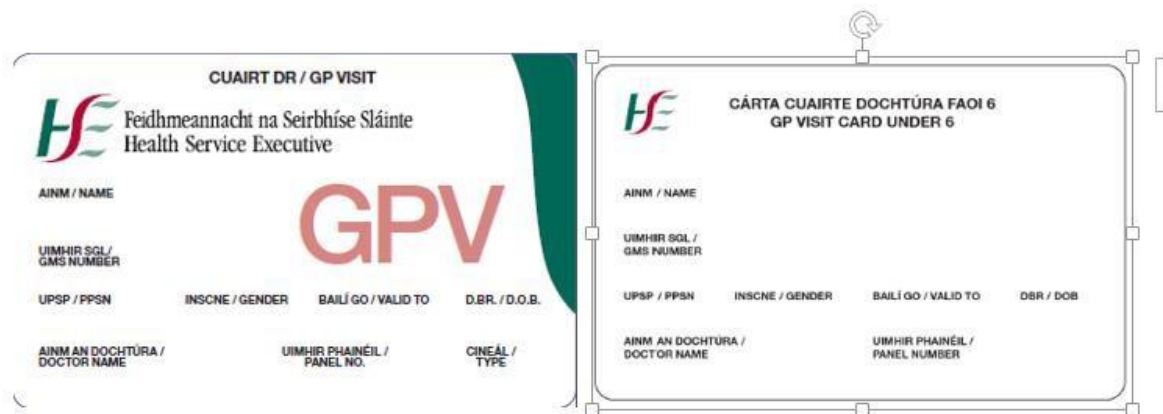 CUAIRT DR / GP VISIT
HSE Feidhmeannacht na Seirbhíse Sláinte
Health Service Executive
AINM / NAME
GPV
UIMHIR SGL /
GMS NUMBER
UPSP / PPSN INSCNE / GENDER BAILÍ GO / VALID TO D.BR. / D.O.B.
AINM AN DOCHTÚRA /
DOCTOR NAME
UIMHIR PHAINÉIL /
PANEL NO.
CINEÁL /
TYPE
HSE
CÁRTA CUAIRTE DOCHTÚRA FAOI 6
GP VISIT CARD UNDER 6
AINM / NAME
UIMHIR SGL /
GMS NUMBER
UPSP / PPSN INSCNE / GENDER BAILÍ GO / VALID TO DBR / DOB
AINM AN DOCHTÚRA /
DOCTOR NAME
UIMHIR PHAINÉIL /
PANEL NUMBER